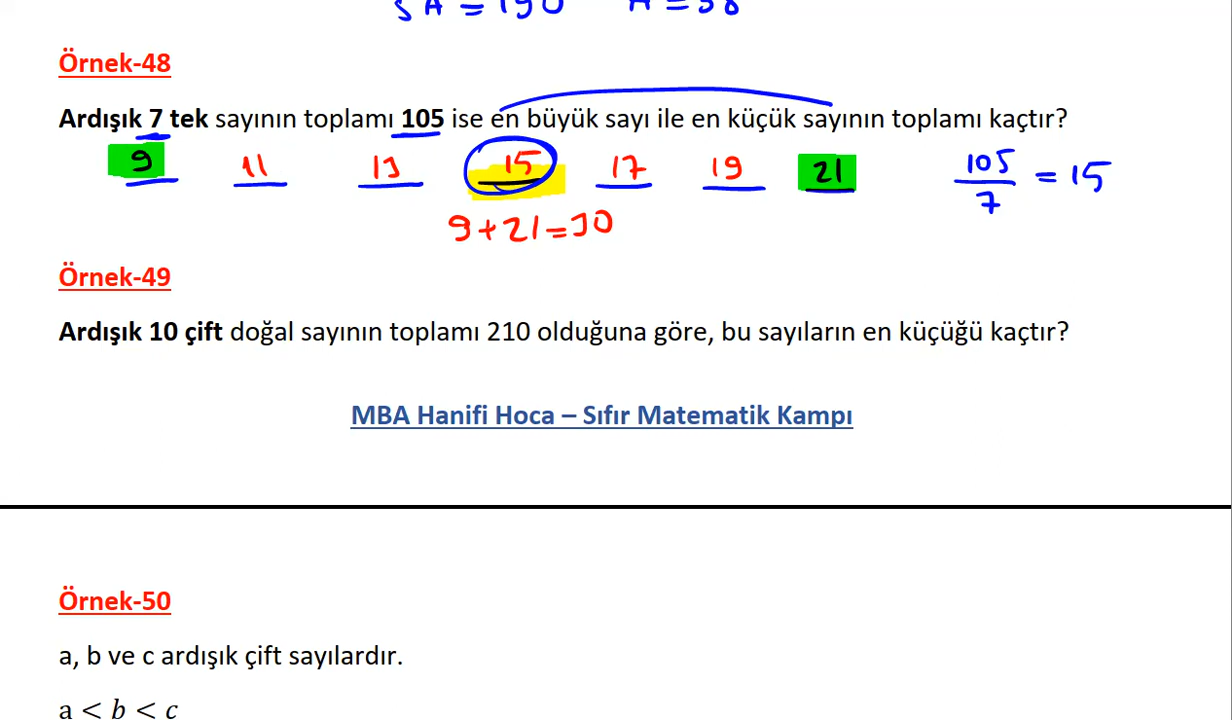 5A = 190 A = 38
Örnek-48
Ardışık 7 tek sayının toplamı 105 ise en büyük sayı ile en küçük sayının toplamı kaçtır?
9 11 13 15 17 19 21 105/7 = 15
9+21=30
Örnek-49
Ardışık 10 çift doğal sayının toplamı 210 olduğuna göre, bu sayıların en küçüğü kaçtır?
MBA Hanifi Hoca – Sıfır Matematik Kampı
Örnek-50
a, b ve c ardışık çift sayılardır.
a < b < c